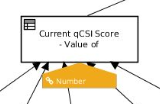 Current qCSI Score
- Value of
Number